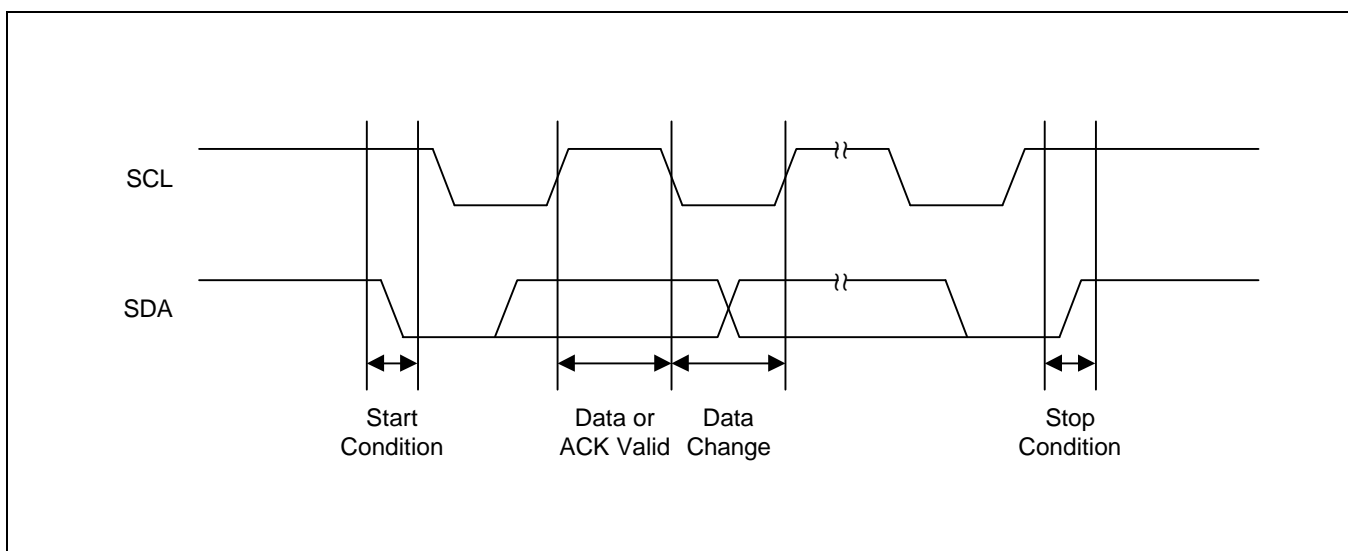 SCL
SDA
Start
Condition
Data or
ACK Valid
Data
Change
Stop
Condition